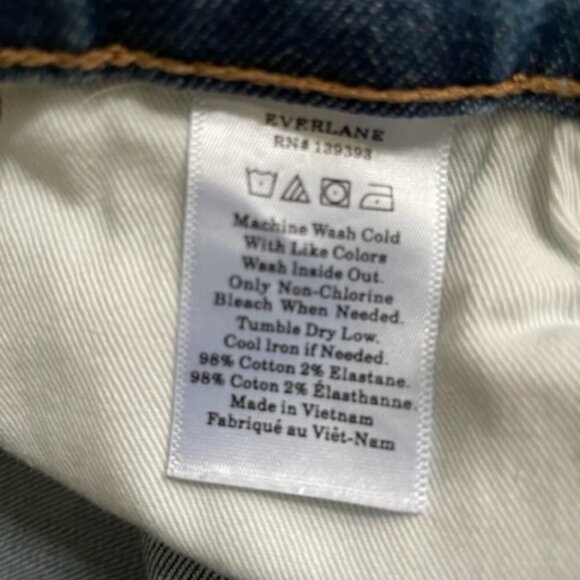 EVERLANE
RN# 139393
Machine Wash Cold
With Like Colors
Wash Inside Out.
Only Non-Chlorine
Bleach When Needed.
Tumble Dry Low.
Cool Iron if Needed.
98% Cotton 2% Elastane.
98% Coton 2% Élasthanne.
Made in Vietnam
Fabriqué au Viêt-Nam